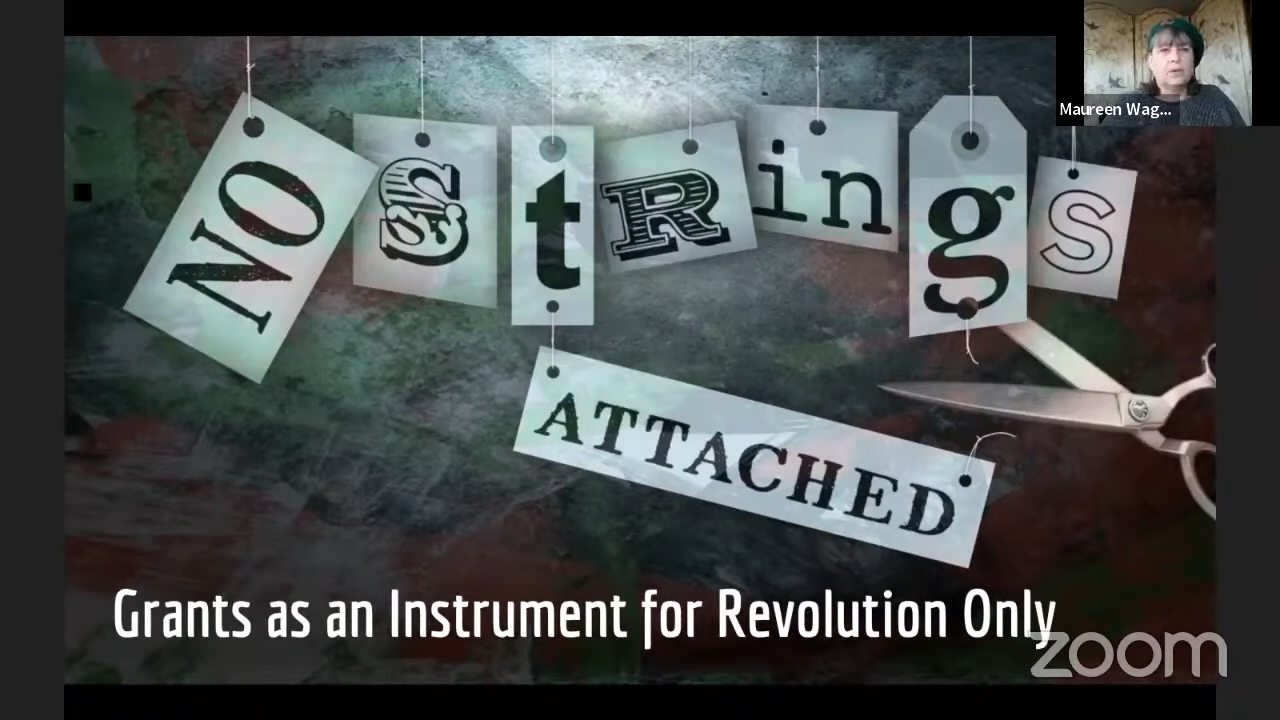 NO stRings
ATTACHED
Grants as an Instrument for Revolution Only
Maureen Wag...
zoom